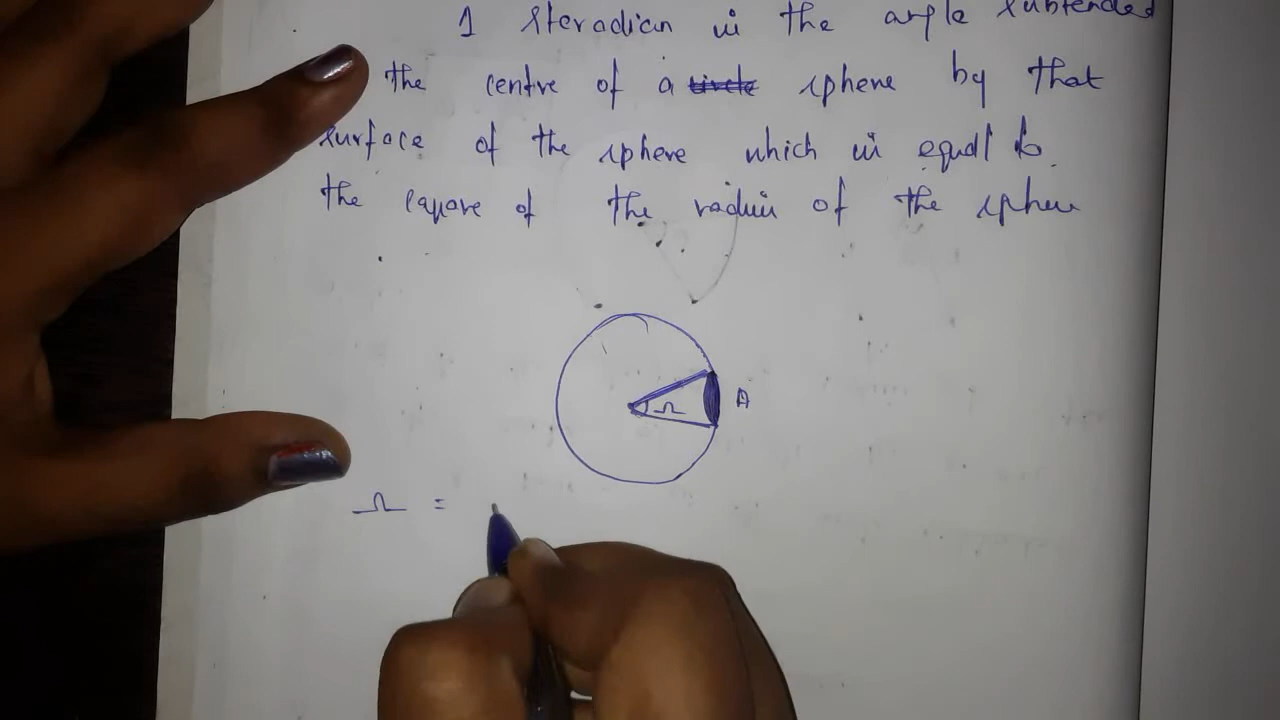 1 steradian is the angle subtended
the centre of a circle sphere by that
surface of the sphere which is equal to
the square of the radius of the sphere
Ω A
Ω =